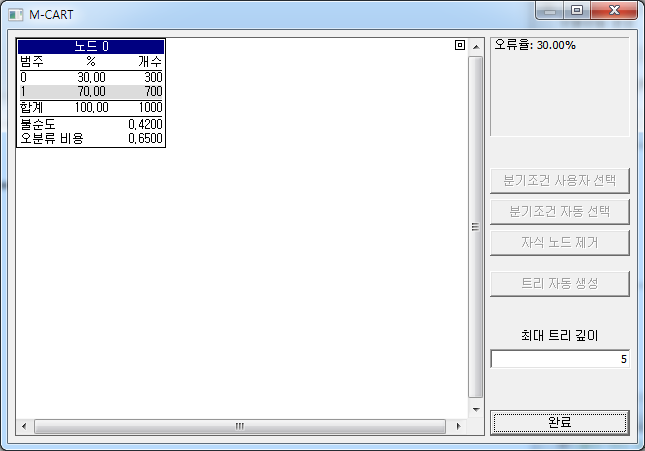 M-CART
노드 0
범주 % 개수
0 30,00 300
1 70,00 700
합계 100,00 1000
불순도 0,4200
오분류 비용 0,6500
오류율: 30.00%
분기조건 사용자 선택
분기조건 자동 선택
자식 노드 제거
트리 자동 생성
최대 트리 깊이
5
완료